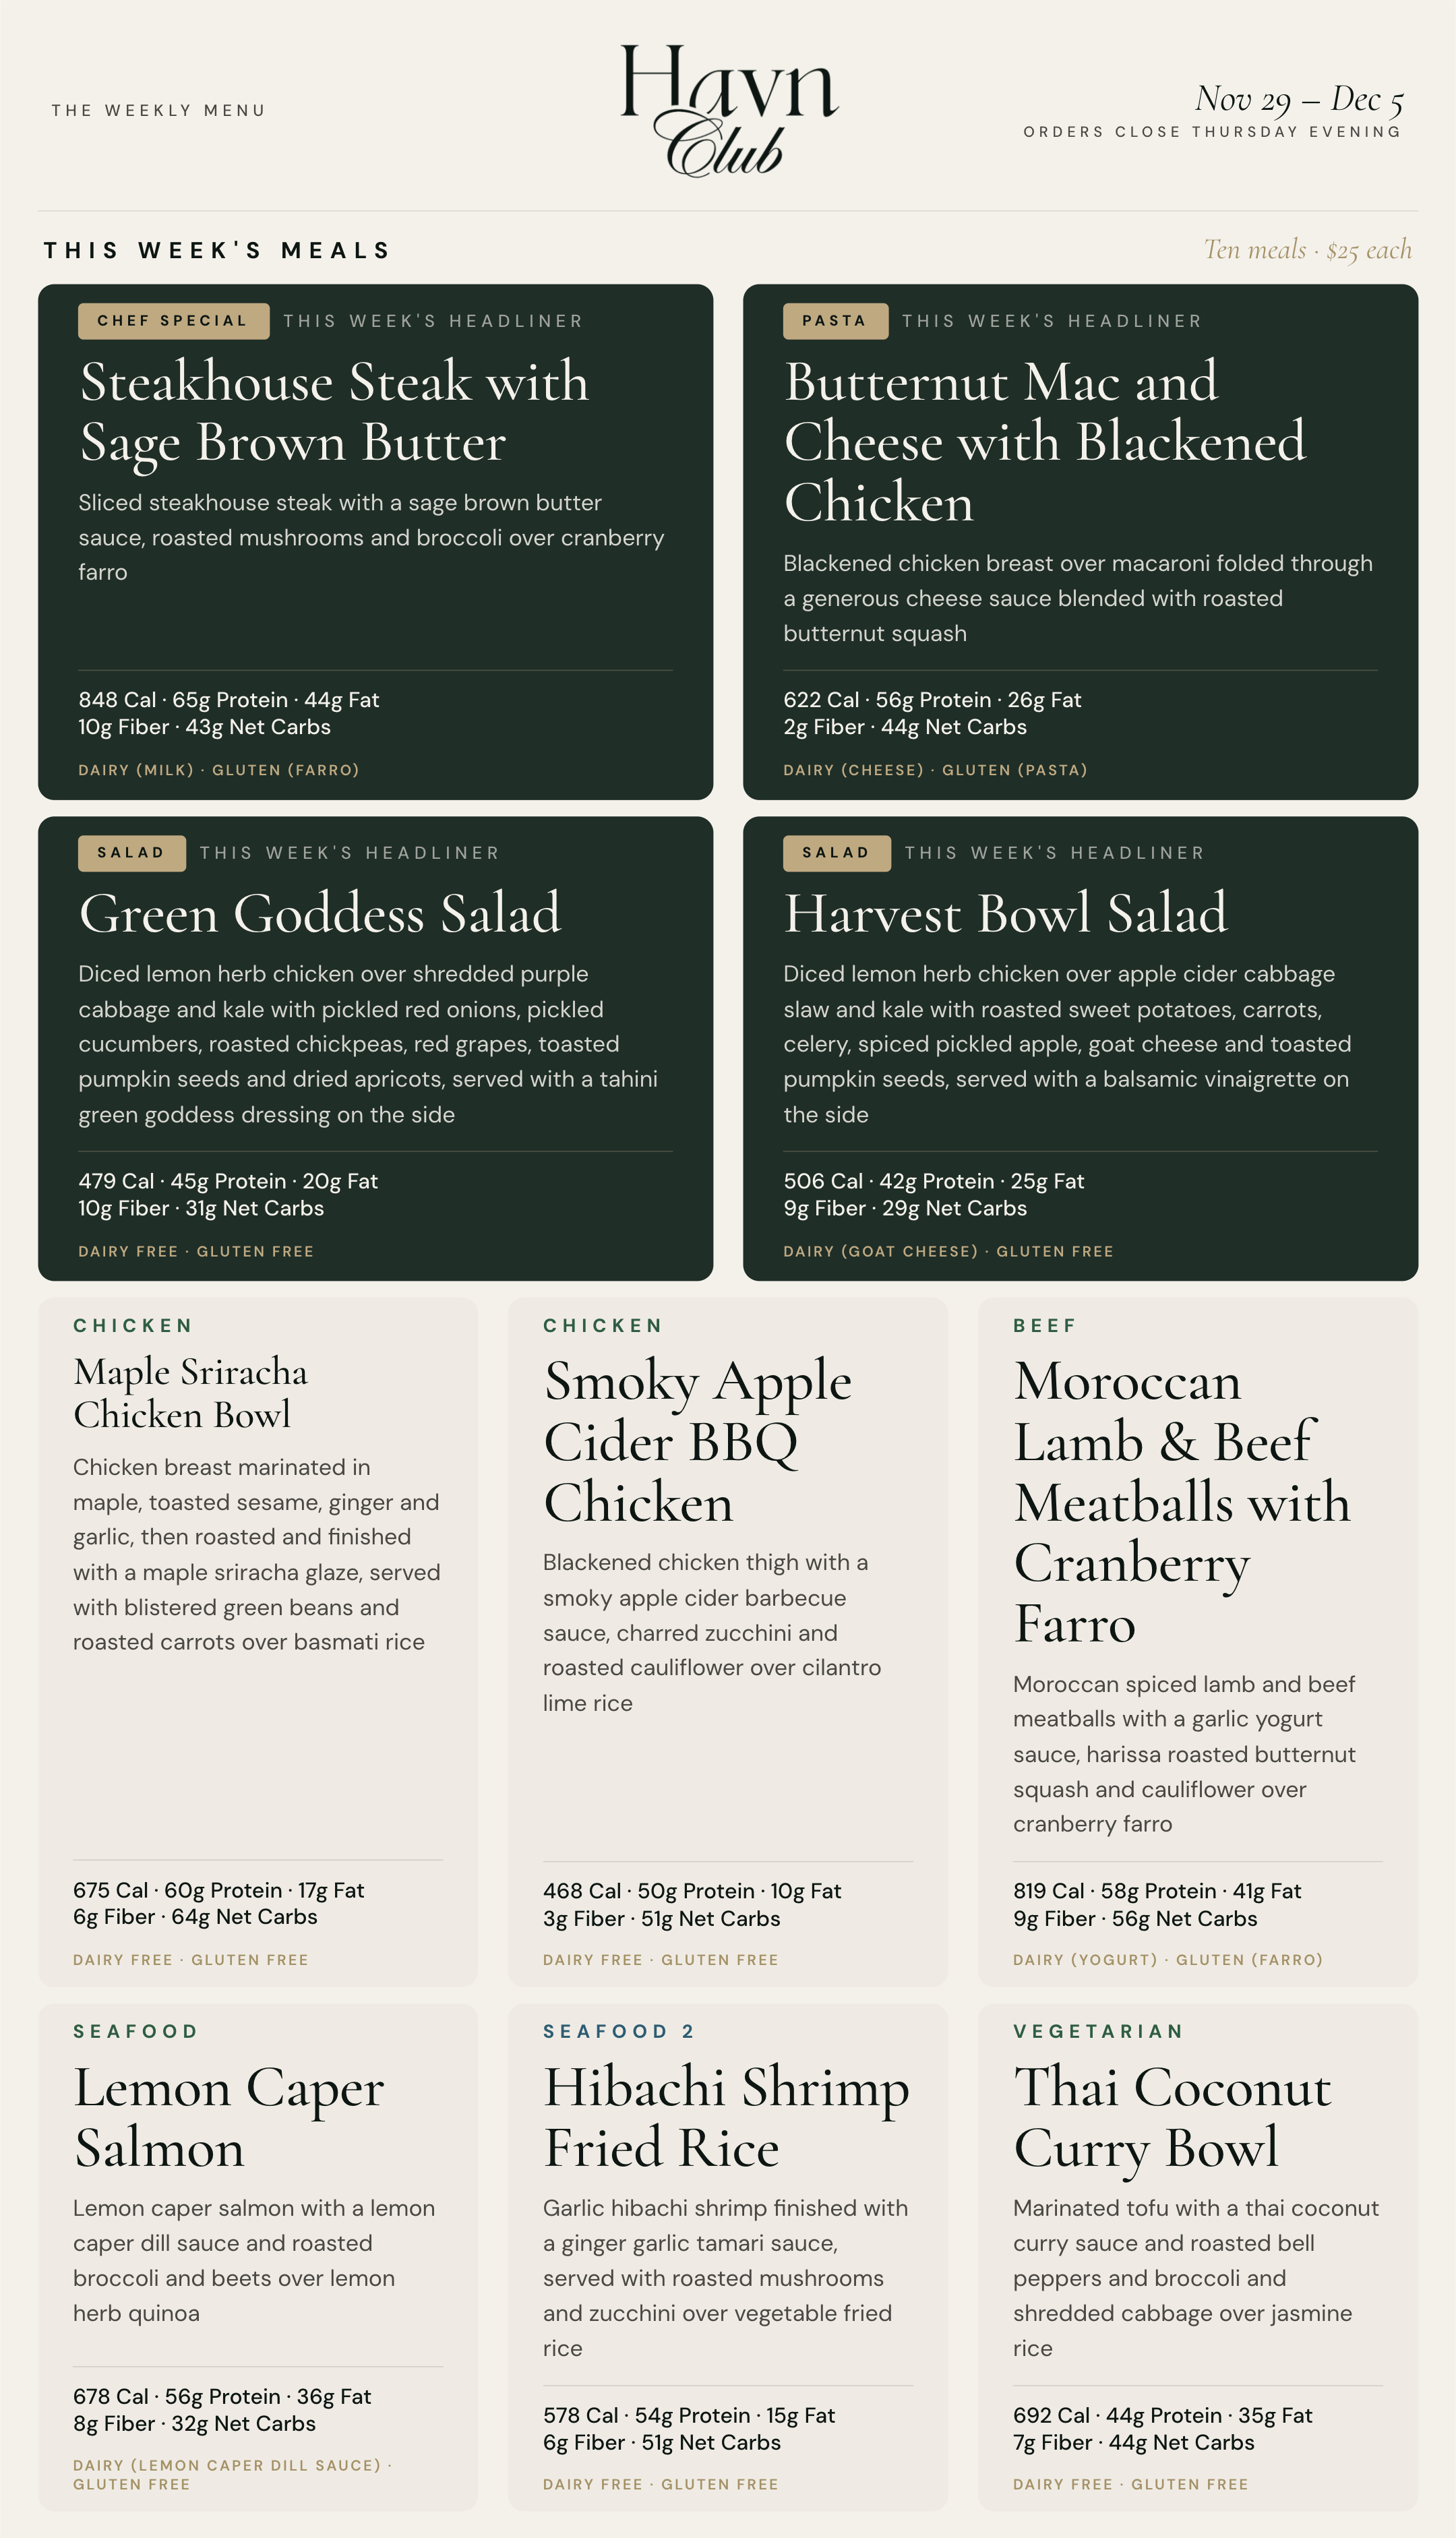 THE WEEKLY MENU
Havn
Club
Nov 29 – Dec 5
ORDERS CLOSE THURSDAY EVENING
THIS WEEK'S MEALS
Ten meals · $25 each
CHEF SPECIAL THIS WEEK'S HEADLINER
Steakhouse Steak with
Sage Brown Butter
Sliced steakhouse steak with a sage brown butter
sauce, roasted mushrooms and broccoli over cranberry
farro
848 Cal · 65g Protein · 44g Fat
10g Fiber · 43g Net Carbs
DAIRY (MILK) · GLUTEN (FARRO)
PASTA THIS WEEK'S HEADLINER
Butternut Mac and
Cheese with Blackened
Chicken
Blackened chicken breast over macaroni folded through
a generous cheese sauce blended with roasted
butternut squash
622 Cal · 56g Protein · 26g Fat
2g Fiber · 44g Net Carbs
DAIRY (CHEESE) · GLUTEN (PASTA)
SALAD THIS WEEK'S HEADLINER
Green Goddess Salad
Diced lemon herb chicken over shredded purple
cabbage and kale with pickled red onions, pickled
cucumbers, roasted chickpeas, red grapes, toasted
pumpkin seeds and dried apricots, served with a tahini
green goddess dressing on the side
479 Cal · 45g Protein · 20g Fat
10g Fiber · 31g Net Carbs
DAIRY FREE · GLUTEN FREE
SALAD THIS WEEK'S HEADLINER
Harvest Bowl Salad
Diced lemon herb chicken over apple cider cabbage
slaw and kale with roasted sweet potatoes, carrots,
celery, spiced pickled apple, goat cheese and toasted
pumpkin seeds, served with a balsamic vinaigrette on
the side
506 Cal · 42g Protein · 25g Fat
9g Fiber · 29g Net Carbs
DAIRY (GOAT CHEESE) · GLUTEN FREE
CHICKEN
Maple Sriracha
Chicken Bowl
Chicken breast marinated in
maple, toasted sesame, ginger and
garlic, then roasted and finished
with a maple sriracha glaze, served
with blistered green beans and
roasted carrots over basmati rice
675 Cal · 60g Protein · 17g Fat
6g Fiber · 64g Net Carbs
DAIRY FREE · GLUTEN FREE
CHICKEN
Smoky Apple
Cider BBQ
Chicken
Blackened chicken thigh with a
smoky apple cider barbecue
sauce, charred zucchini and
roasted cauliflower over cilantro
lime rice
468 Cal · 50g Protein · 10g Fat
3g Fiber · 51g Net Carbs
DAIRY FREE · GLUTEN FREE
BEEF
Moroccan
Lamb & Beef
Meatballs with
Cranberry
Farro
Moroccan spiced lamb and beef
meatballs with a garlic yogurt
sauce, harissa roasted butternut
squash and cauliflower over
cranberry farro
819 Cal · 58g Protein · 41g Fat
9g Fiber · 56g Net Carbs
DAIRY (YOGURT) · GLUTEN (FARRO)
SEAFOOD
Lemon Caper
Salmon
Lemon caper salmon with a lemon
caper dill sauce and roasted
broccoli and beets over lemon
herb quinoa
678 Cal · 56g Protein · 36g Fat
8g Fiber · 32g Net Carbs
DAIRY (LEMON CAPER DILL SAUCE) ·
GLUTEN FREE
SEAFOOD 2
Hibachi Shrimp
Fried Rice
Garlic hibachi shrimp finished with
a ginger garlic tamari sauce,
served with roasted mushrooms
and zucchini over vegetable fried
rice
578 Cal · 54g Protein · 15g Fat
6g Fiber · 51g Net Carbs
DAIRY FREE · GLUTEN FREE
VEGETARIAN
Thai Coconut
Curry Bowl
Marinated tofu with a thai coconut
curry sauce and roasted bell
peppers and broccoli and
shredded cabbage over jasmine
rice
692 Cal · 44g Protein · 35g Fat
7g Fiber · 44g Net Carbs
DAIRY FREE · GLUTEN FREE